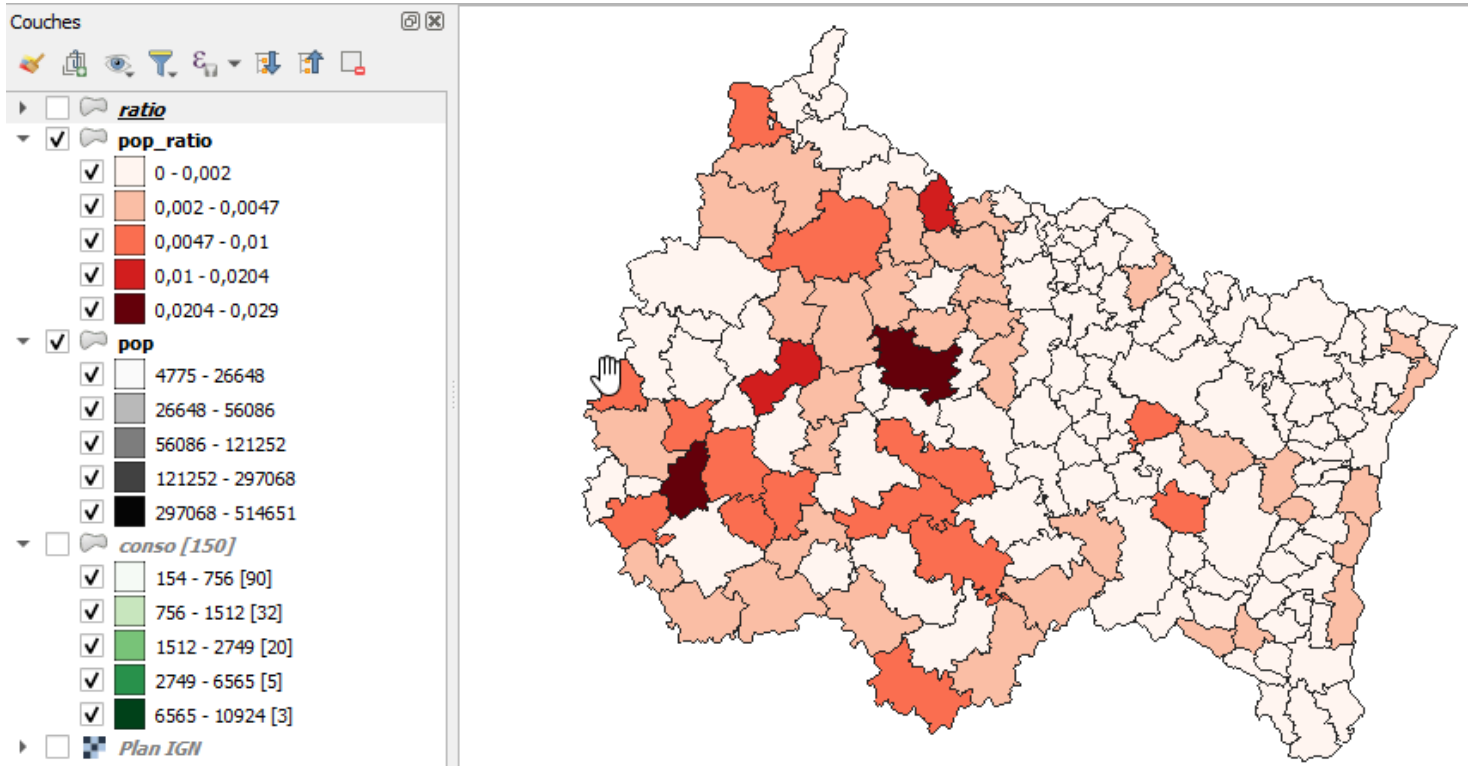 Couches
ratio
pop_ratio
0 - 0,002
0,002 - 0,0047
0,0047 - 0,01
0,01 - 0,0204
0,0204 - 0,029
pop
4775 - 26648
26648 - 56086
56086 - 121252
121252 - 297068
297068 - 514651
conso [150]
154 - 756 [90]
756 - 1512 [32]
1512 - 2749 [20]
2749 - 6565 [5]
6565 - 10924 [3]
Plan IGN